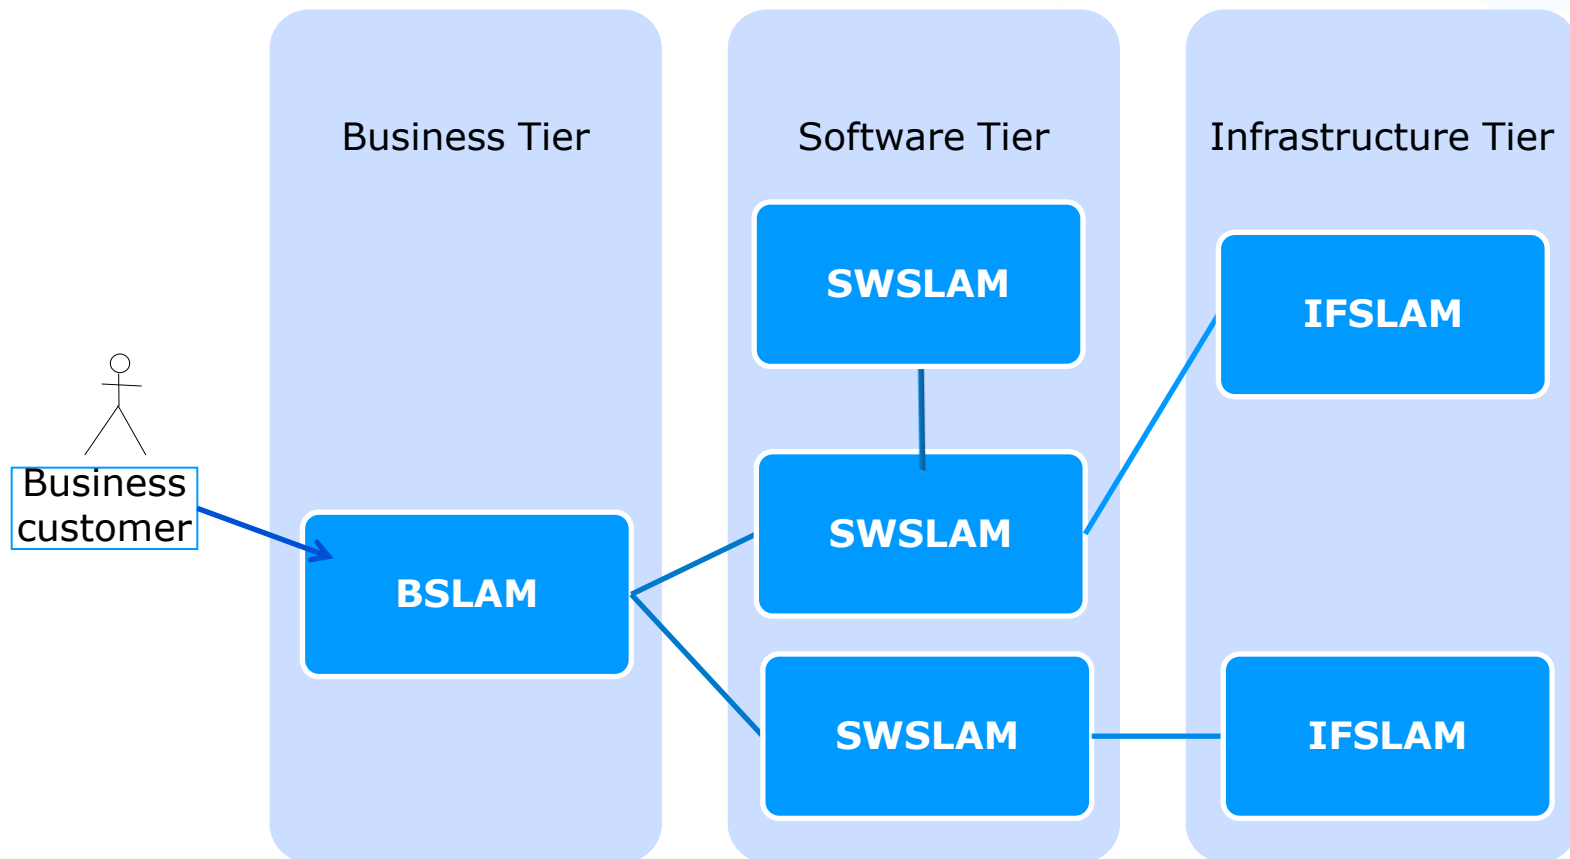 Business Tier
Software Tier
Infrastructure Tier
SWSLAM
IFSLAM
Business
customer
BSLAM
SWSLAM
SWSLAM
IFSLAM